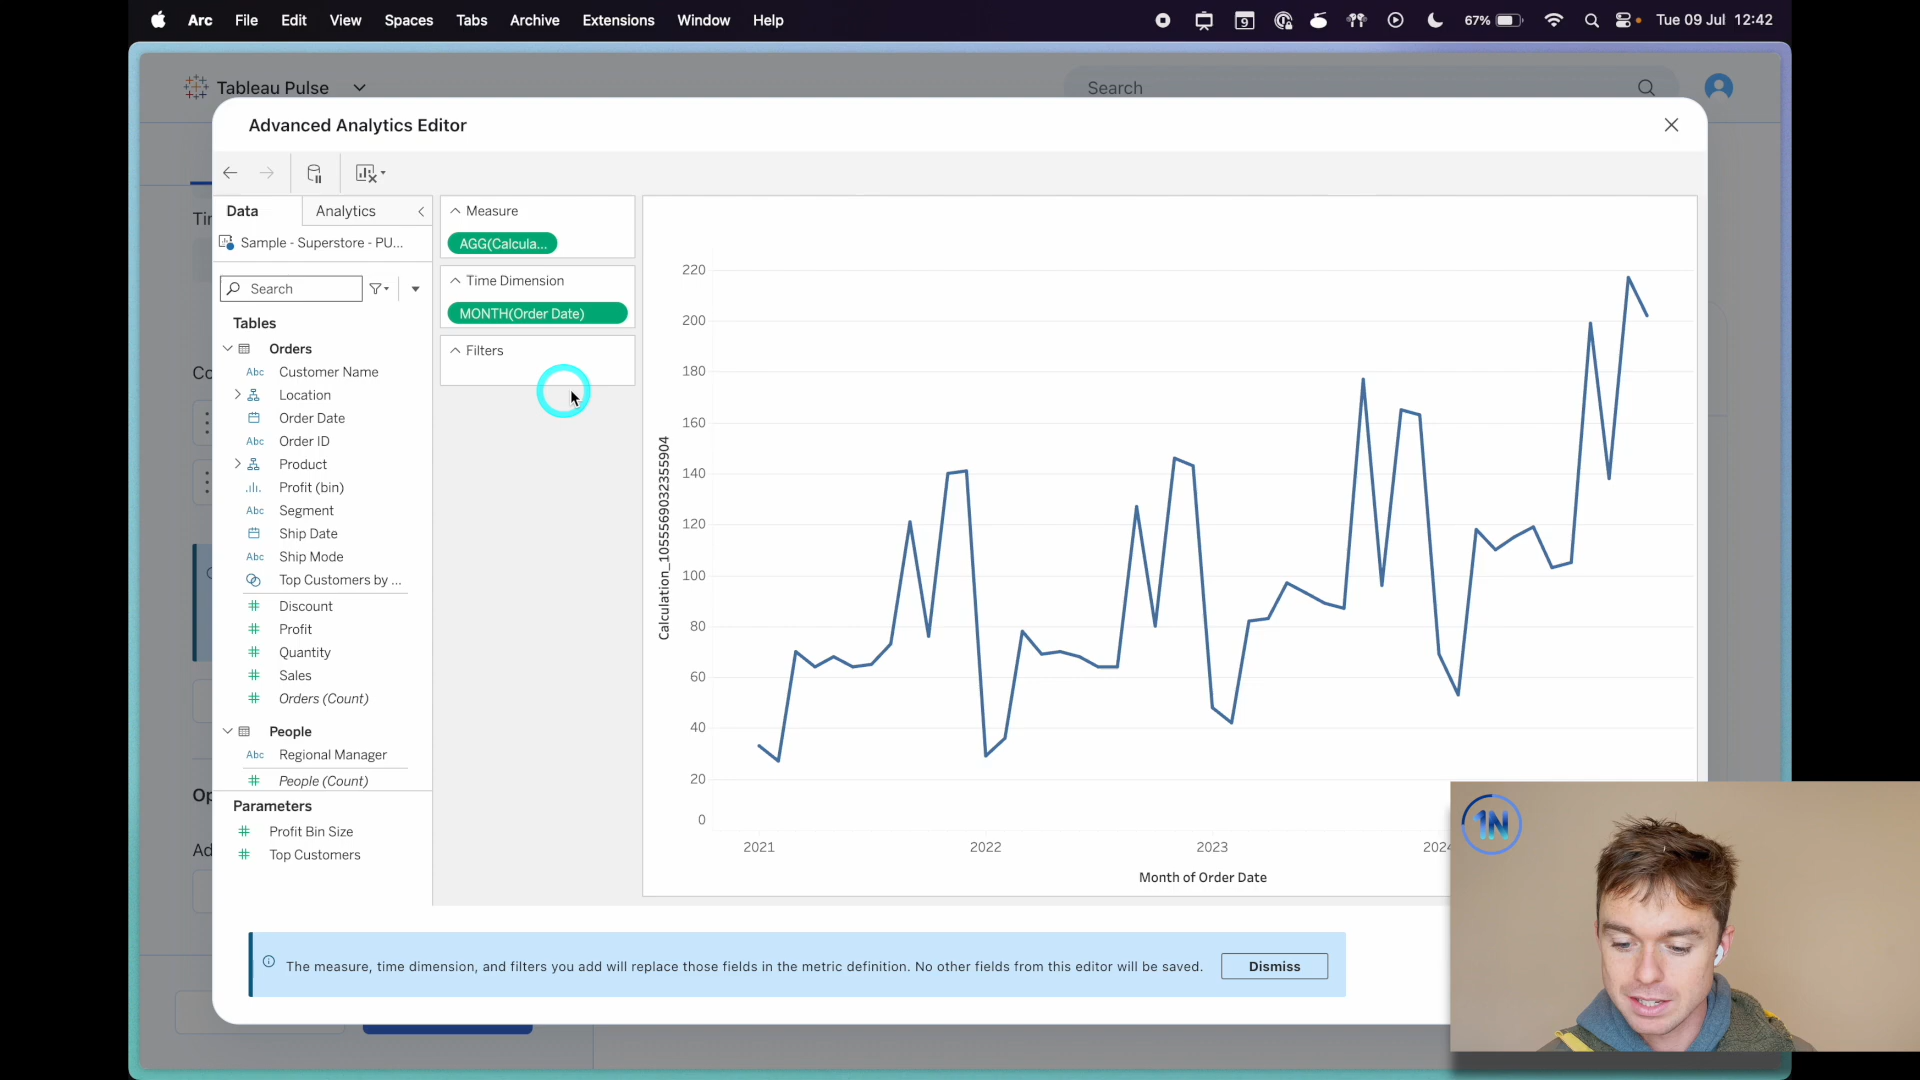 Arc File Edit View Spaces Tabs Archive Extensions Window Help
9 67% Tue 09 Jul 12:42
Tableau Pulse
Search
Advanced Analytics Editor
Data
Analytics
Sample - Superstore - PU...
Search
Tables
Orders
Abc Customer Name
Location
Order Date
Abc Order ID
Product
Profit (bin)
Abc Segment
Ship Date
Abc Ship Mode
Top Customers by ...
Discount
Profit
Quantity
Sales
Orders (Count)
People
Abc Regional Manager
People (Count)
Parameters
Profit Bin Size
Top Customers
Measure
AGG(Calcula...
Time Dimension
MONTH(Order Date)
Filters
Calculation_1055569032355904
220
200
180
160
140
120
100
80
60
40
20
0
2021 2022 2023 2024
Month of Order Date
The measure, time dimension, and filters you add will replace those fields in the metric definition. No other fields from this editor will be saved.
Dismiss
1N